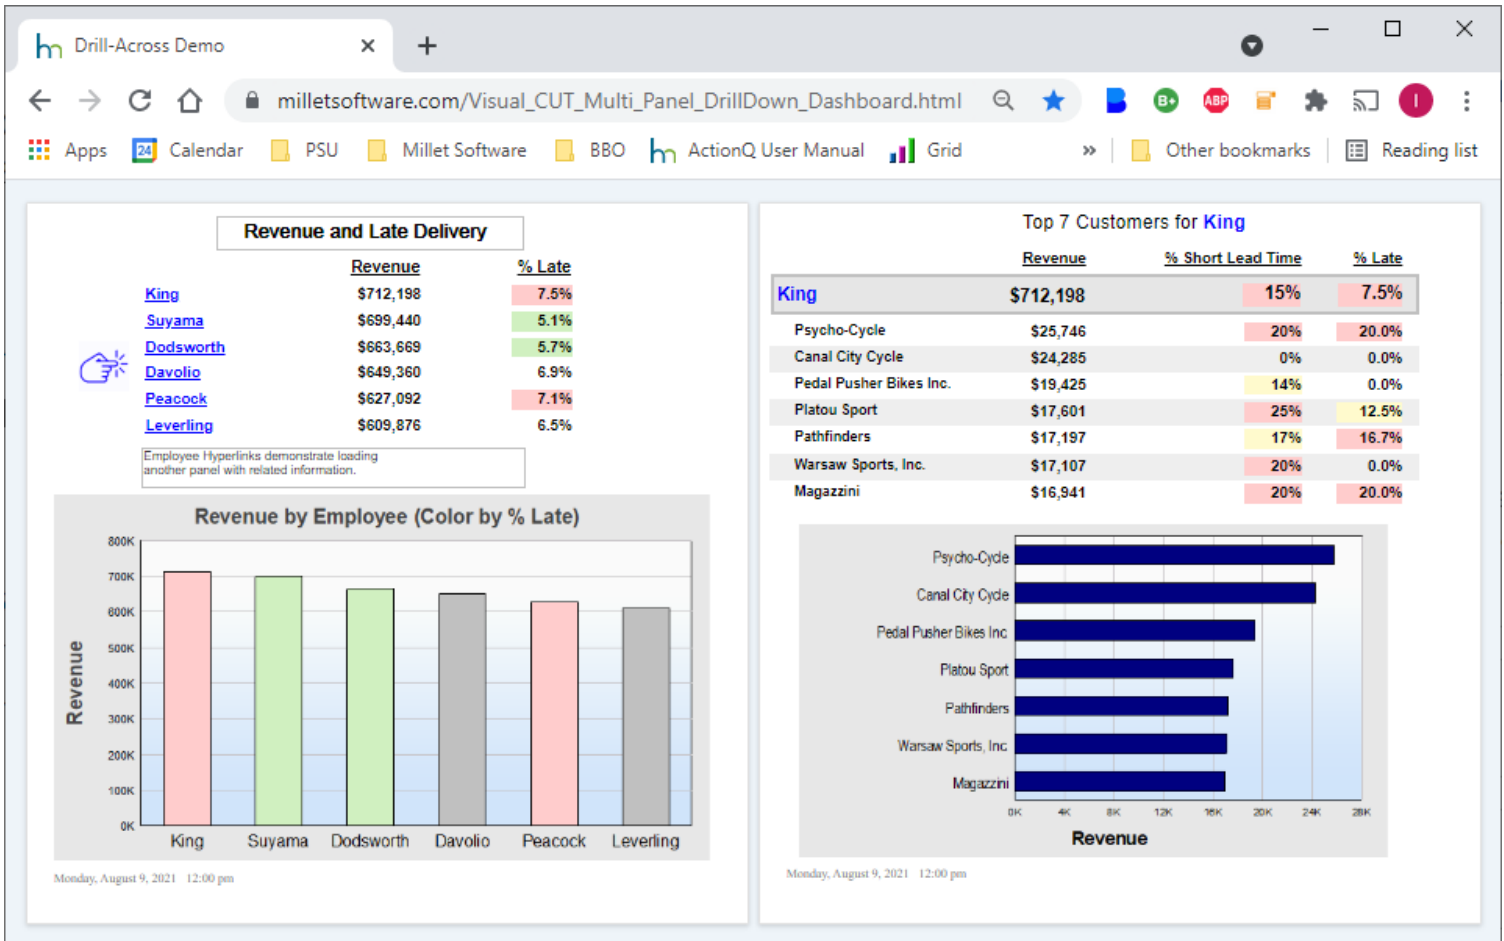 Drill-Across Demo
milletsoftware.com/Visual_CUT_Multi_Panel_DrillDown_Dashboard.html
B+ ABP I
Apps 24 Calendar PSU Millet Software BBO ActionQ User Manual Grid » Other bookmarks Reading list
Revenue and Late Delivery
Revenue % Late
King $712,198 7.5%
Suyama $699,440 5.1%
Dodsworth $663,669 5.7%
Davolio $649,360 6.9%
Peacock $627,092 7.1%
Leverling $609,876 6.5%
Employee Hyperlinks demonstrate loading
another panel with related information.
Revenue by Employee (Color by % Late)
800K
700K
600K
500K
400K
300K
200K
100K
0K
Revenue
King Suyama Dodsworth Davolio Peacock Leverling
Monday, August 9, 2021 12:00 pm
Top 7 Customers for King
Revenue % Short Lead Time % Late
King $712,198 15% 7.5%
Psycho-Cycle $25,746 20% 20.0%
Canal City Cycle $24,285 0% 0.0%
Pedal Pusher Bikes Inc. $19,425 14% 0.0%
Platou Sport $17,601 25% 12.5%
Pathfinders $17,197 17% 16.7%
Warsaw Sports, Inc. $17,107 20% 0.0%
Magazzini $16,941 20% 20.0%
Psycho-Cycle
Canal City Cycle
Pedal Pusher Bikes Inc.
Platou Sport
Pathfinders
Warsaw Sports, Inc.
Magazzini
0K 4K 8K 12K 16K 20K 24K 28K
Revenue
Monday, August 9, 2021 12:00 pm